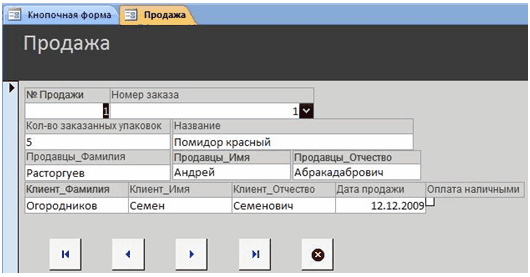 Кнопочная форма Продажа
Продажа
№ Продажи Номер заказа
1 1
Кол-во заказанных упаковок Название
5 Помидор красный
Продавцы_Фамилия Продавцы_Имя Продавцы_Отчество
Расторгуев Андрей Абракадабрович
Клиент_Фамилия Клиент_Имя Клиент_Отчество Дата продажи Оплата наличными
Огородников Семен Семенович 12.12.2009